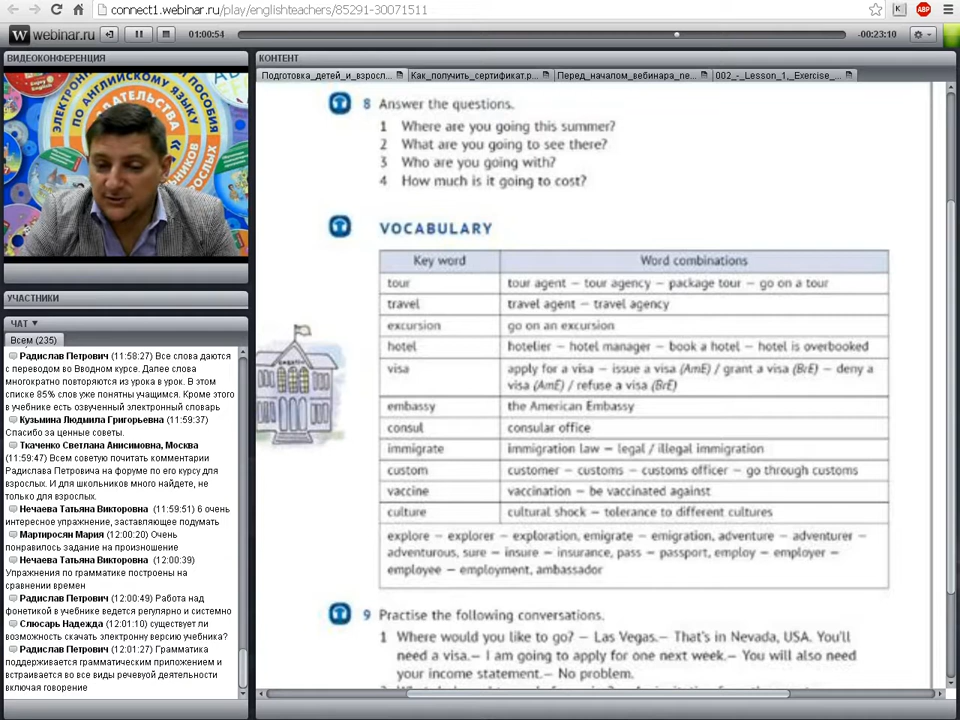 connect1.webinar.ru/play/englishteachers/85291-30071511
K
ABP
W webinar.ru
01:00:54
-00:23:10
ВИДЕОКОНФЕРЕНЦИЯ
ЭЛЕКТРОННЫЕ ПОСОБИЯ
ПО АНГЛИЙСКОМУ ЯЗЫКУ
ИЗДАТЕЛЬСТВА
УЧАСТНИКИ
ЧАТ
Всем (235)
Радислав Петрович (11:58:27) Все слова даются
с переводом во Вводном курсе. Далее слова
многократно повторяются из урока в урок. В этом
списке 85% слов уже понятны учащимся. Кроме этого
в учебнике есть озвученный электронный словарь
Кузьмина Людмила Григорьевна (11:59:37)
Спасибо за ценные советы.
Ткаченко Светлана Анисимовна, Москва
(11:59:47) Всем советую почитать комментарии
Радислава Петровича на форуме по его курсу для
взрослых. И для школьников много найдете, не
только для взрослых.
Нечаева Татьяна Викторовна (11:59:51) 6 очень
интересное упражнение, заставляющее подумать
Мартиросян Мария (12:00:20) Очень
понравилось задание на произношение
Нечаева Татьяна Викторовна (12:00:39)
Упражнения по грамматике построены на
сравнении времен
Радислав Петрович (12:00:49) Работа над
фонетикой в учебнике ведется регулярно и системно
Слюсарь Надежда (12:01:10) существует ли
возможность скачать электронну версию учебника?
Радислав Петрович (12:01:27) Грамматика
поддерживается грамматическим приложением и
встраивается во все виды речевуой деятельности
включая говорение
КОНТЕНТ
Подготовка_детей_и_взросл...
Как_получить_сертификат.р...
Перед_началом_вебинара_пе...
002_-_Lesson_1,_Exercise_...
8 Answer the questions.
1 Where are you going this summer?
2 What are you going to see there?
3 Who are you going with?
4 How much is it going to cost?
VOCABULARY
Key word Word combinations
tour tour agent – tour agency – package tour – go on a tour
travel travel agent – travel agency
excursion go on an excursion
hotel hotelier – hotel manager – book a hotel – hotel is overbooked
visa apply for a visa – issue a visa (AmE) / grant a visa (BrE) – deny a
visa (AmE) / refuse a visa (BrE)
embassy the American Embassy
consul consular office
immigrate immigration law – legal / illegal immigration
custom customer – customs – customs officer – go through customs
vaccine vaccination – be vaccinated against
culture cultural shock – tolerance to different cultures
explore – explorer – exploration, emigrate – emigration, adventure – adventurer –
adventurous, sure – insure – insurance, pass – passport, employ – employer –
employee – employment, ambassador
9 Practise the following conversations.
1 Where would you like to go? – Las Vegas.– That's in Nevada, USA. You'll
need a visa.– I am going to apply for one next week.– You will also need
your income statement.– No problem.